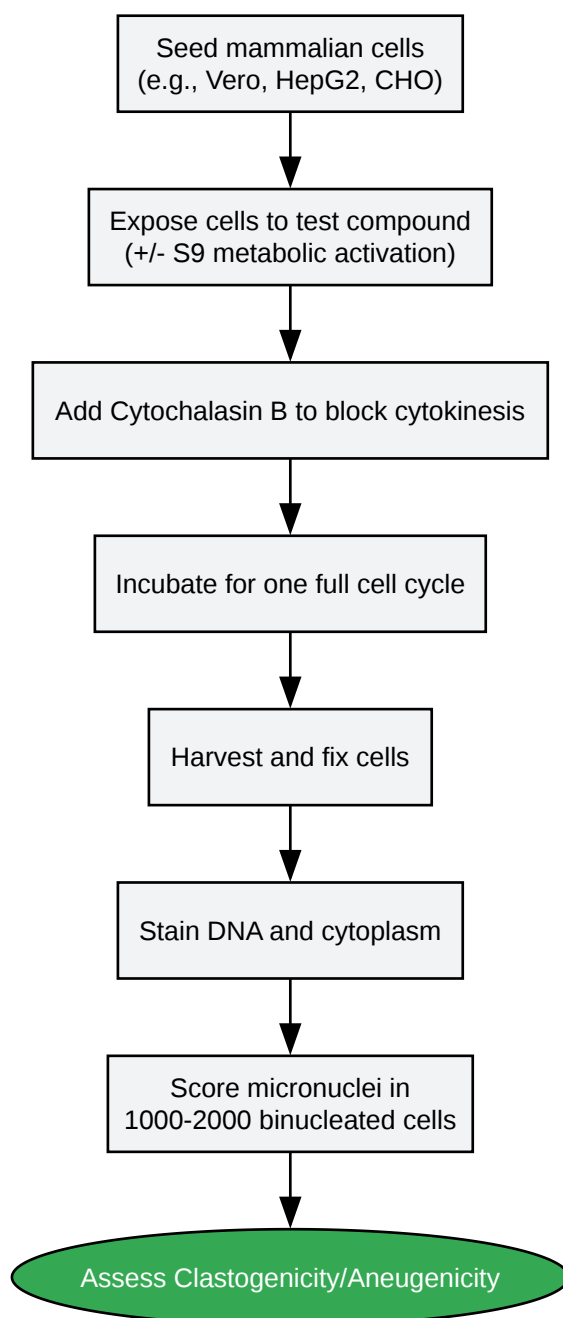 Seed mammalian cells
(e.g., Vero, HepG2, CHO)
Expose cells to test compound
(+/- S9 metabolic activation)
Add Cytochalasin B to block cytokinesis
Incubate for one full cell cycle
Harvest and fix cells
Stain DNA and cytoplasm
Score micronuclei in
1000-2000 binucleated cells
Assess Clastogenicity/Aneugenicity